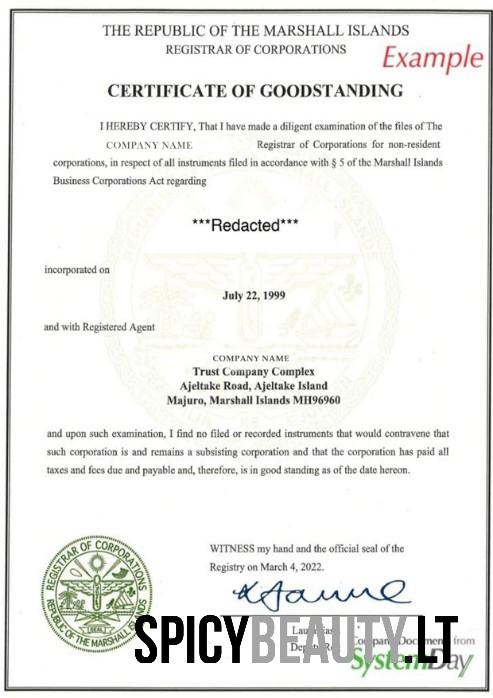 THE REPUBLIC OF THE MARSHALL ISLANDS
REGISTRAR OF CORPORATIONS
Example
CERTIFICATE OF GOODSTANDING
I HEREBY CERTIFY, That I have made a diligent examination of the files of The
COMPANY NAME Registrar of Corporations for non-resident
corporations, in respect of all instruments filed in accordance with § 5 of the Marshall Islands
Business Corporations Act regarding
***Redacted***
incorporated on
July 22, 1999
and with Registered Agent
COMPANY NAME
Trust Company Complex
Ajeltake Road, Ajeltake Island
Majuro, Marshall Islands MH96960
and upon such examination, I find no filed or recorded instruments that would contravene that
such corporation is and remains a subsisting corporation and that the corporation has paid all
taxes and fees due and payable and, therefore, is in good standing as of the date hereon.
WITNESS my hand and the official seal of the
Registry on March 4, 2022.
REGISTRAR OF CORPORATIONS
SEAL
REPUBLIC OF THE MARSHALL ISLANDS
SPICYBEAUTY.LT
Company Document from
SystemDay